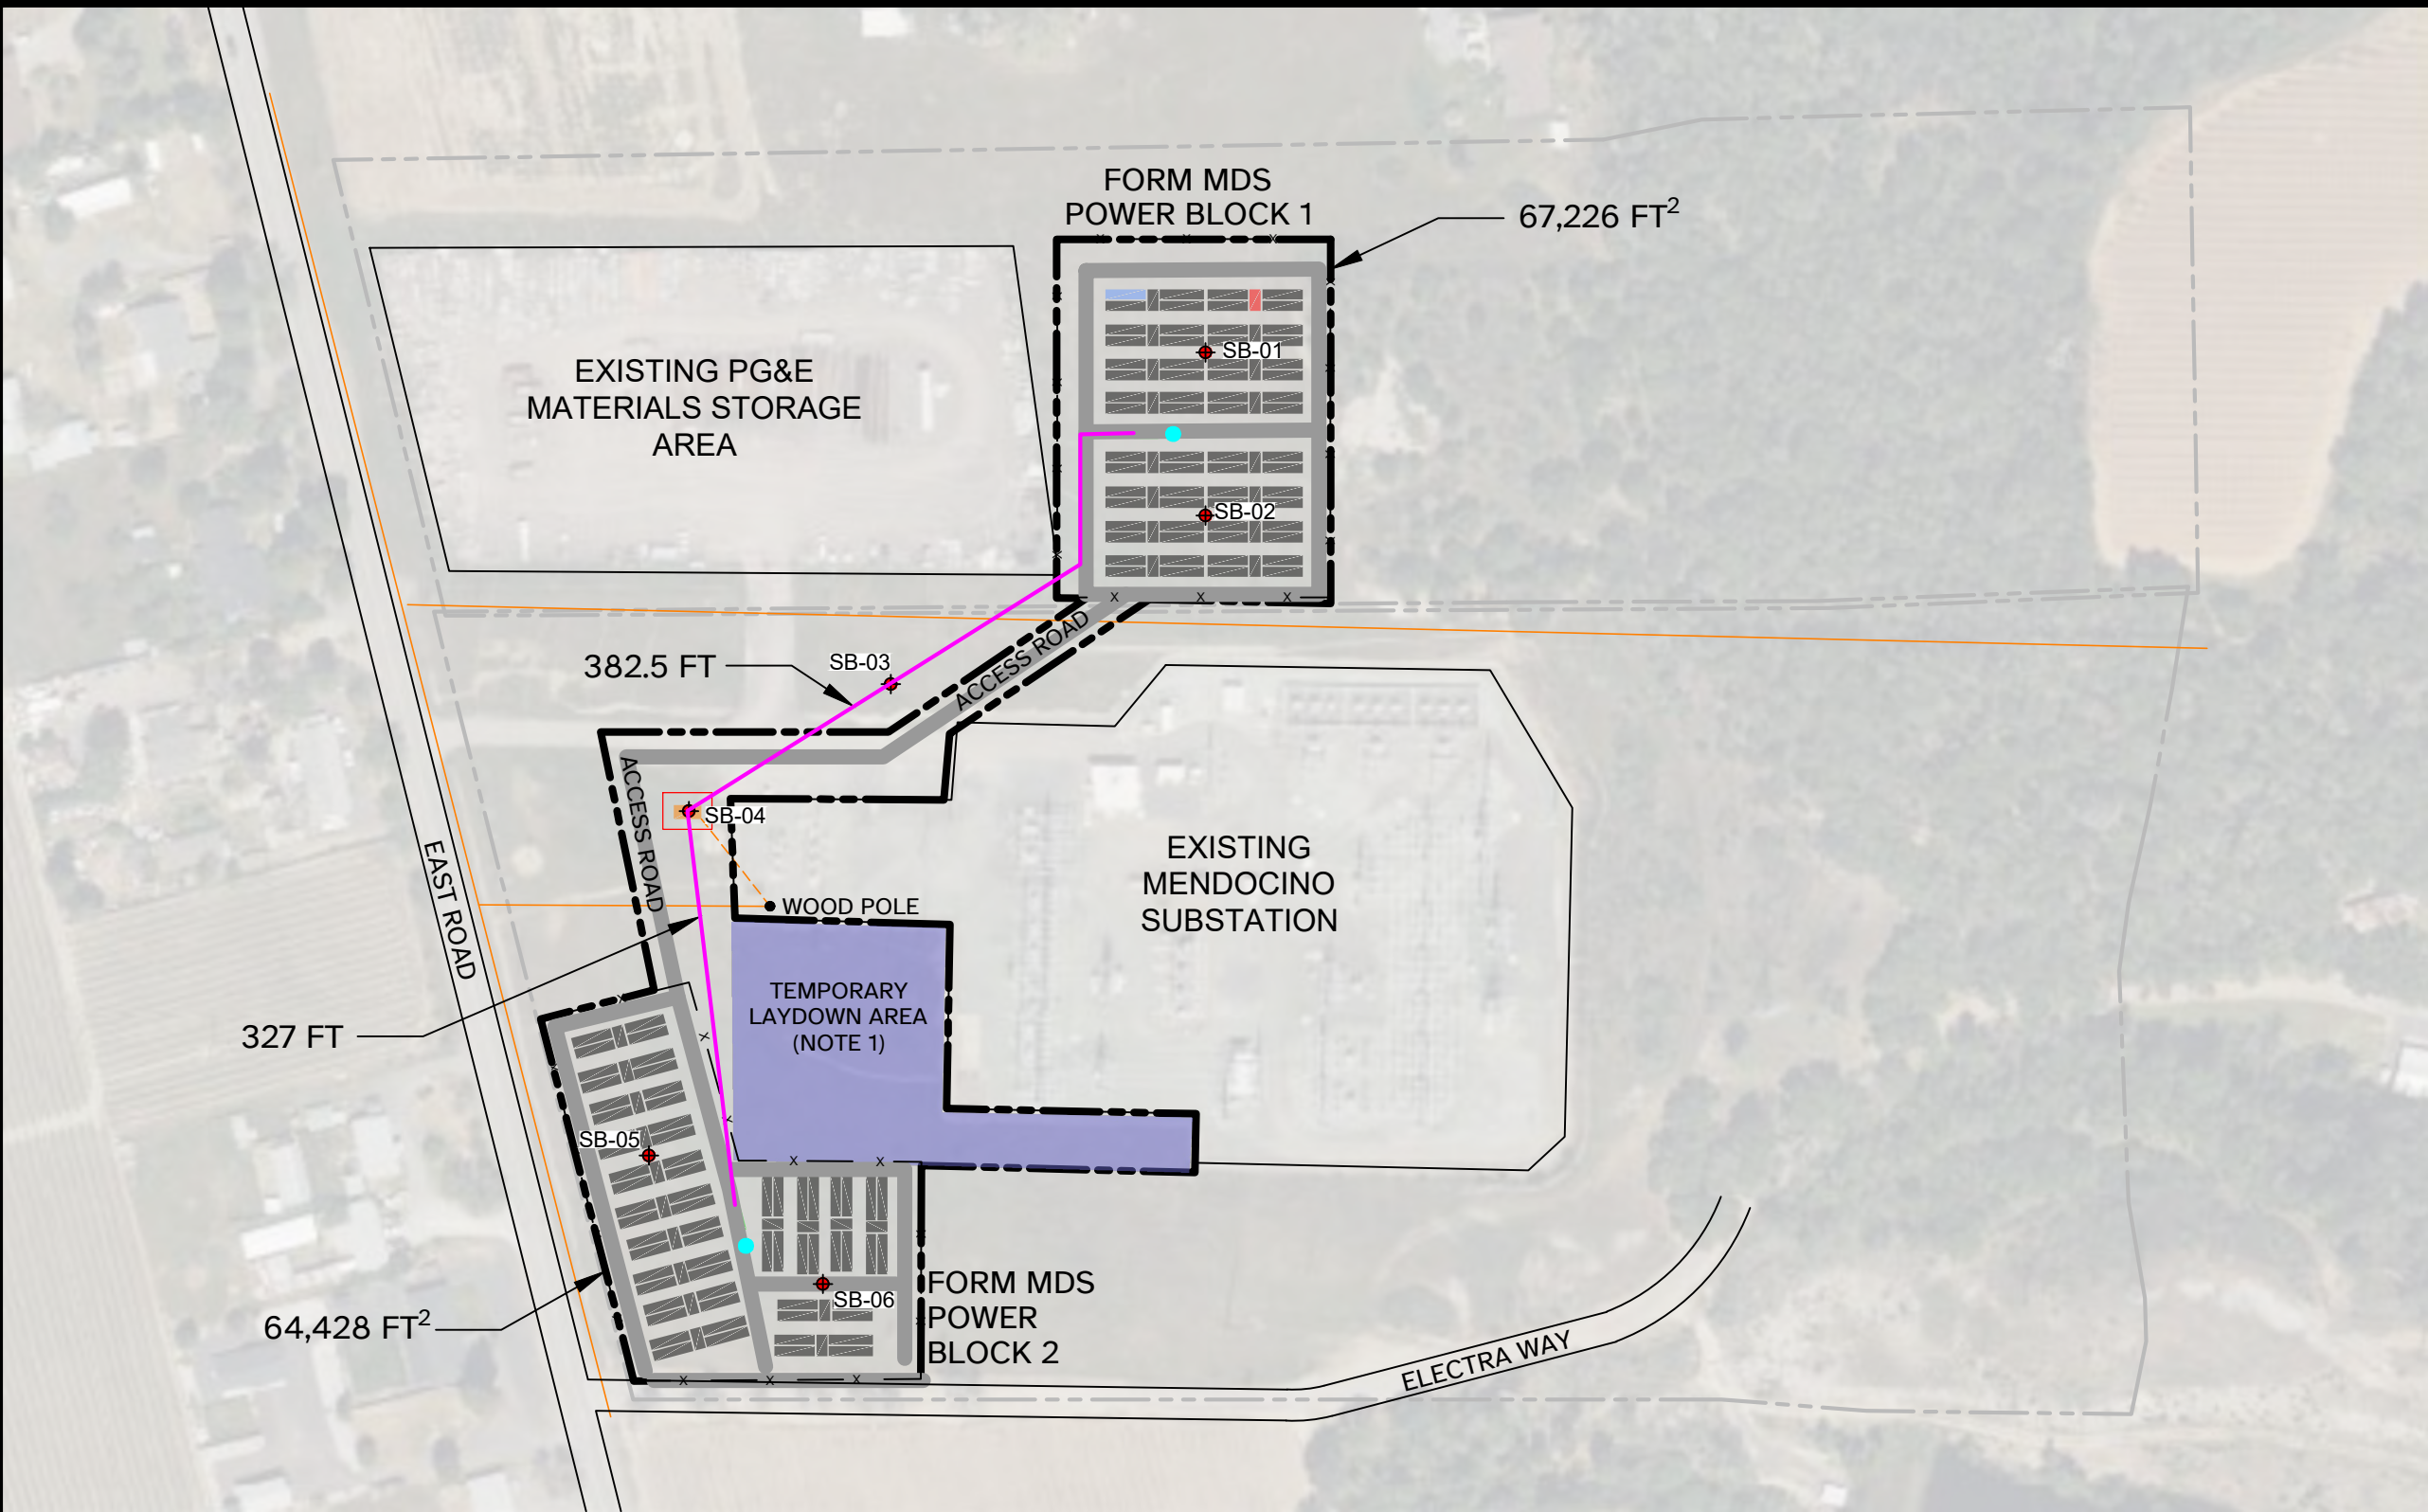 FORM MDS
POWER BLOCK 1
67,226 FT²
EXISTING PG&E
MATERIALS STORAGE
AREA
SB-01
SB-02
SB-03
382.5 FT
ACCESS ROAD
ACCESS ROAD
SB-04
WOOD POLE
EXISTING
MENDOCINO
SUBSTATION
EAST ROAD
TEMPORARY
LAYDOWN AREA
(NOTE 1)
327 FT
SB-05
SB-06
FORM MDS
POWER
BLOCK 2
64,428 FT²
ELECTRA WAY